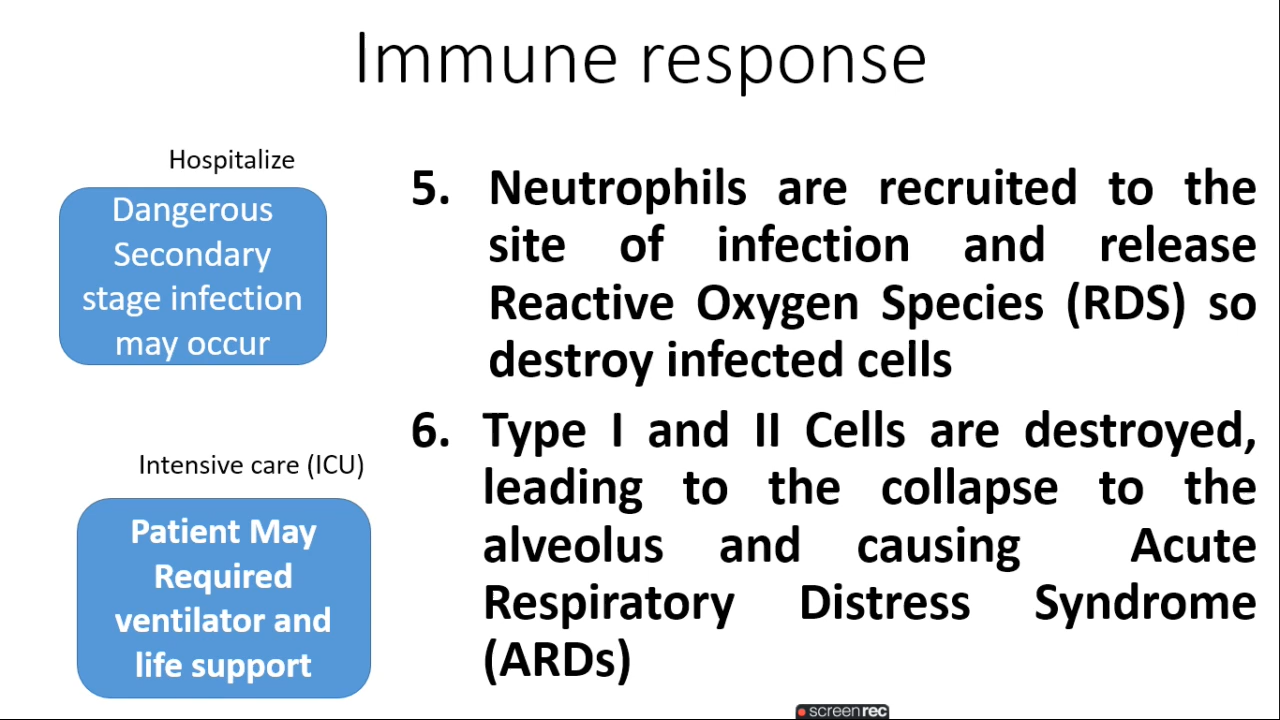 Immune response
Hospitalize
Dangerous
Secondary
stage infection
may occur
Intensive care (ICU)
Patient May
Required
ventilator and
life support
5. Neutrophils are recruited to the
site of infection and release
Reactive Oxygen Species (RDS) so
destroy infected cells
6. Type I and II Cells are destroyed,
leading to the collapse to the
alveolus and causing Acute
Respiratory Distress Syndrome
(ARDs)
screenrec